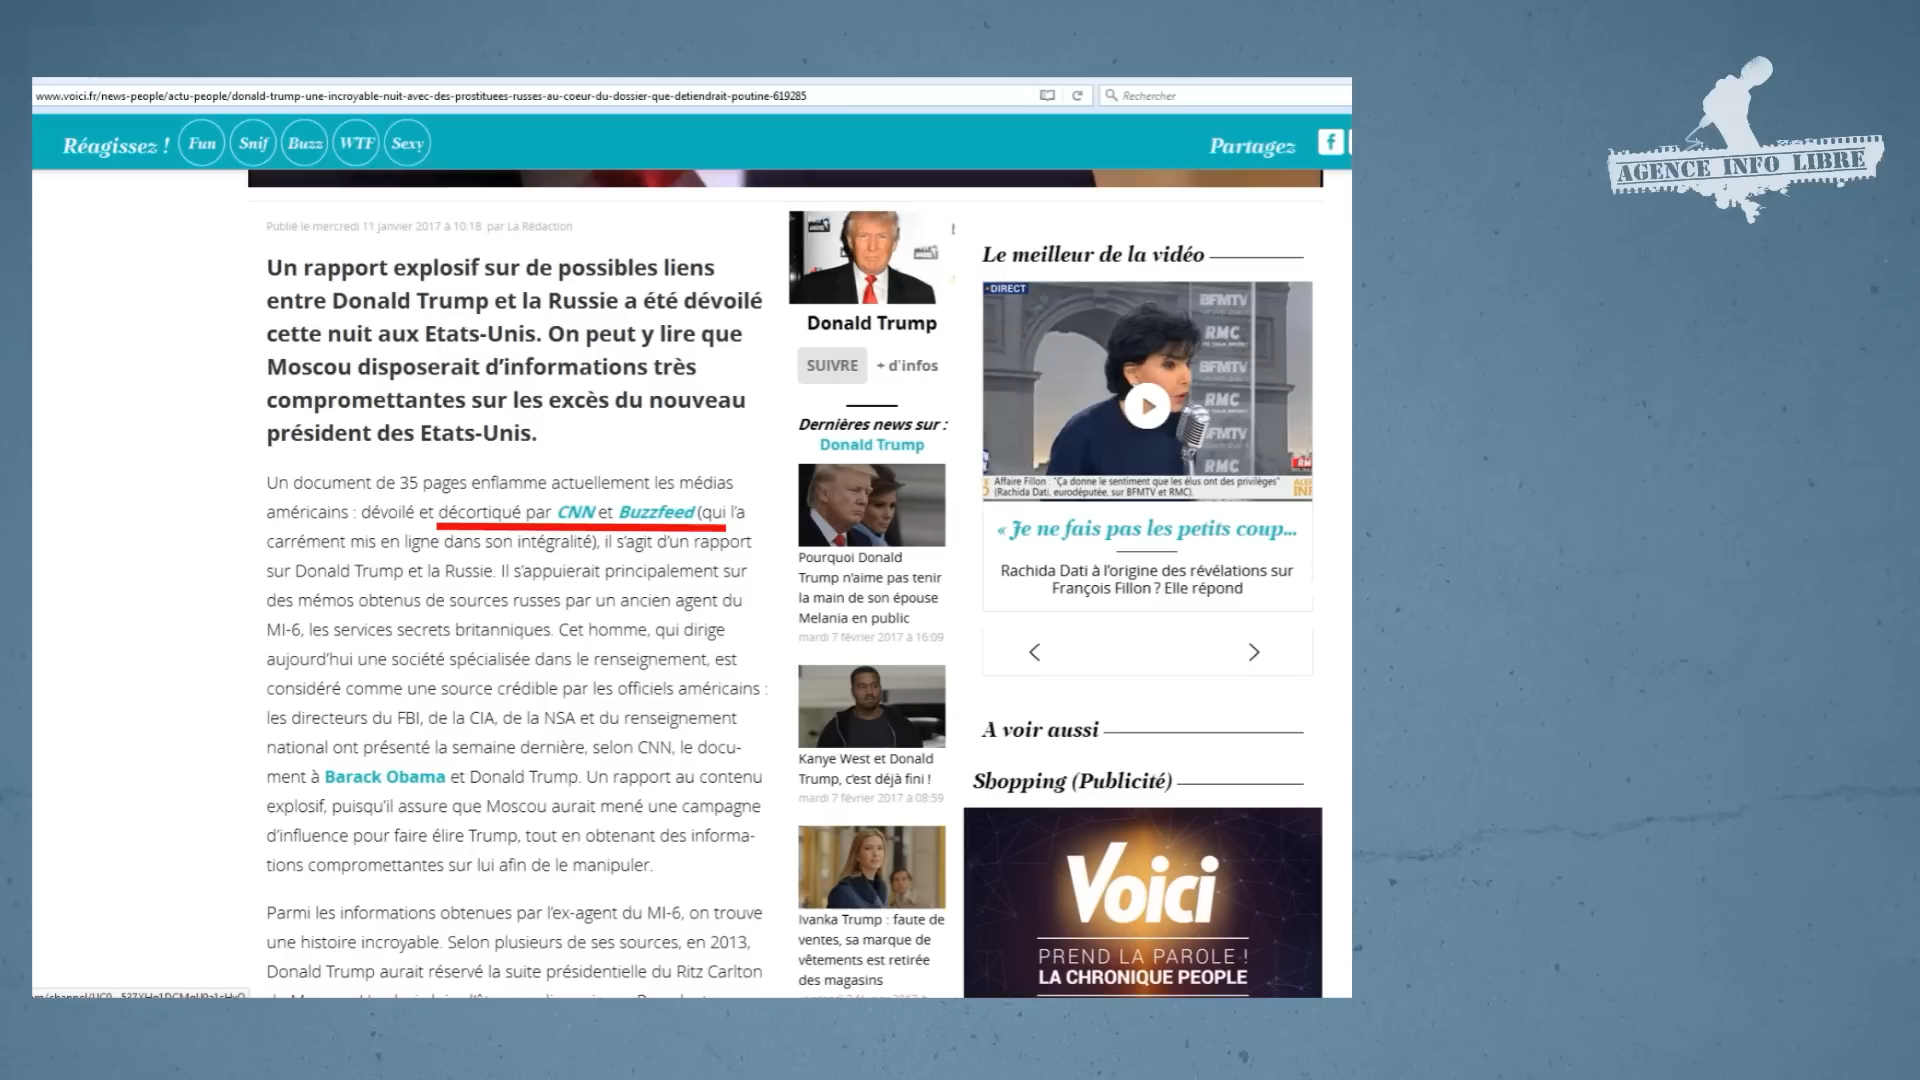 www.voici.fr/news-people/actu-people/donald-trump-une-incroyable-nuit-avec-des-prostituees-russes-au-coeur-du-dossier-que-detiendrait-poutine-619285
Rechercher
Réagissez !
Fun
Snif
Buzz
WTF
Sexy
Partagez
AGENCE INFO LIBRE
Publié le mercredi 11 janvier 2017 à 10:18 par La Rédaction
Un rapport explosif sur de possibles liens
entre Donald Trump et la Russie a été dévoilé
cette nuit aux Etats-Unis. On peut y lire que
Moscou disposerait d'informations très
compromettantes sur les excès du nouveau
président des Etats-Unis.
Un document de 35 pages enflamme actuellement les médias
américains : dévoilé et décortiqué par CNN et Buzzfeed (qui l'a
carrément mis en ligne dans son intégralité), il s'agit d'un rapport
sur Donald Trump et la Russie. Il s'appuierait principalement sur
des mémos obtenus de sources russes par un ancien agent du
MI-6, les services secrets britanniques. Cet homme, qui dirige
aujourd'hui une société spécialisée dans le renseignement, est
considéré comme une source crédible par les officiels américains :
les directeurs du FBI, de la CIA, de la NSA et du renseignement
national ont présenté la semaine dernière, selon CNN, le docu-
ment à Barack Obama et Donald Trump. Un rapport au contenu
explosif, puisqu'il assure que Moscou aurait mené une campagne
d'influence pour faire élire Trump, tout en obtenant des informa-
tions compromettantes sur lui afin de le manipuler.
Parmi les informations obtenues par l'ex-agent du MI-6, on trouve
une histoire incroyable. Selon plusieurs de ses sources, en 2013,
Donald Trump aurait réservé la suite présidentielle du Ritz Carlton
Donald Trump
SUIVRE
+ d'infos
Dernières news sur :
Donald Trump
Pourquoi Donald
Trump n'aime pas tenir
la main de son épouse
Melania en public
mardi 7 février 2017 à 16:09
Kanye West et Donald
Trump, c'est déjà fini !
mardi 7 février 2017 à 08:59
Ivanka Trump : faute de
ventes, sa marque de
vêtements est retirée
des magasins
Le meilleur de la vidéo
DIRECT
BFMTV
RMC
BFMTV
RMC
BFMTV
RMC
Affaire Fillon : "Ça donne le sentiment que les élus ont des privilèges"
(Rachida Dati, eurodéputée, sur BFMTV et RMC)
« Je ne fais pas les petits coup...
Rachida Dati à l'origine des révélations sur
François Fillon ? Elle répond
A voir aussi
Shopping (Publicité)
Voici
PREND LA PAROLE !
LA CHRONIQUE PEOPLE